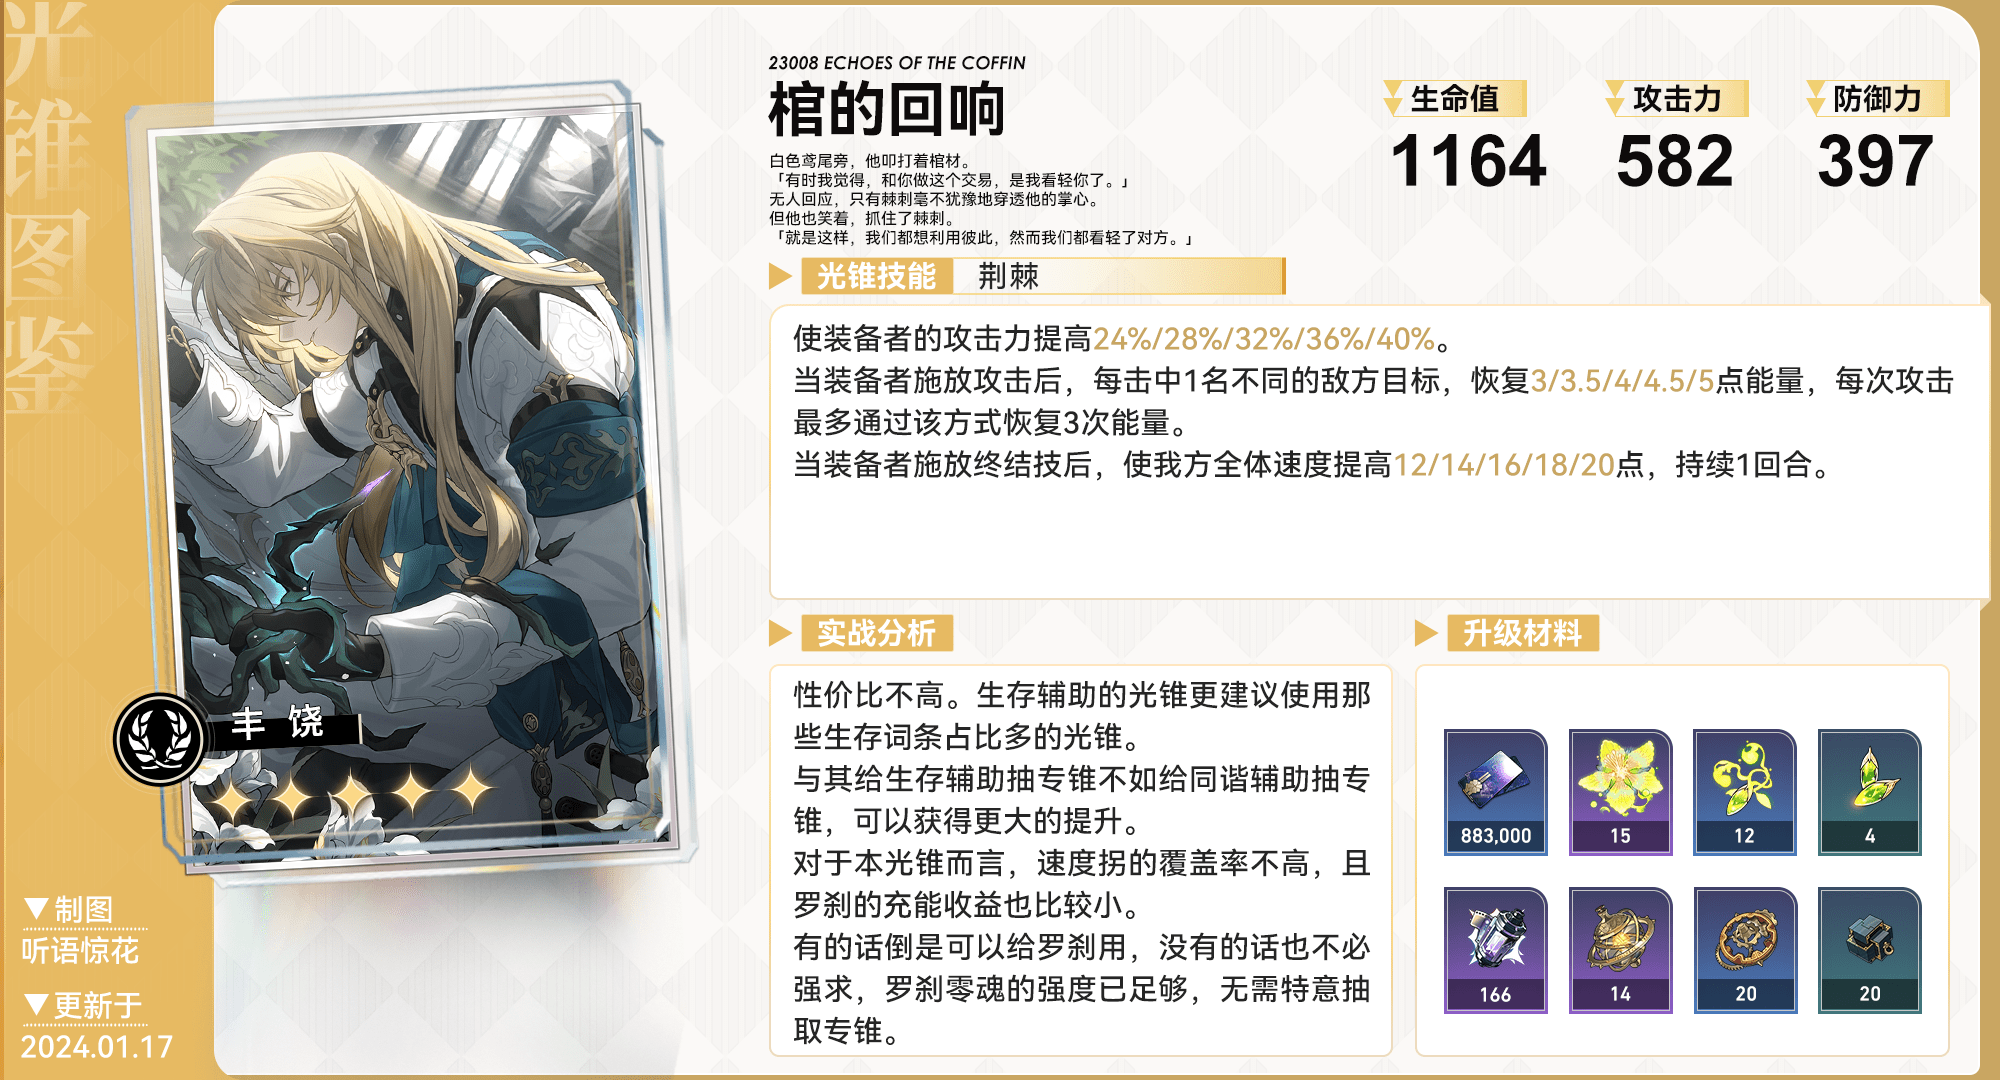 光锥图鉴
23008 ECHOES OF THE COFFIN
棺的回响
白色鸢尾旁，他叩打着棺材。
「有时我觉得，和你做这个交易，是我看轻你了。」
无人回应，只有棘刺毫不犹豫地穿透他的掌心。
但他也笑着，抓住了棘刺。
「就是这样，我们都想利用彼此，然而我们都看轻了对方。」
生命值
1164
攻击力
582
防御力
397
光锥技能
荆棘
使装备者的攻击力提高24%/28%/32%/36%/40%。
当装备者施放攻击后，每击中1名不同的敌方目标，恢复3/3.5/4/4.5/5点能量，每次攻击
最多通过该方式恢复3次能量。
当装备者施放终结技后，使我方全体速度提高12/14/16/18/20点，持续1回合。
丰饶
实战分析
性价比不高。生存辅助的光锥更建议使用那
些生存词条占比多的光锥。
与其给生存辅助抽专锥不如给同谐辅助抽专
锥，可以获得更大的提升。
对于本光锥而言，速度拐的覆盖率不高，且
罗刹的充能收益也比较小。
有的话倒是可以给罗刹用，没有的话也不必
强求，罗刹零魂的强度已足够，无需特意抽
取专锥。
升级材料
883,000
15
12
4
166
14
20
20
▼制图
听语惊花
▼更新于
2024.01.17